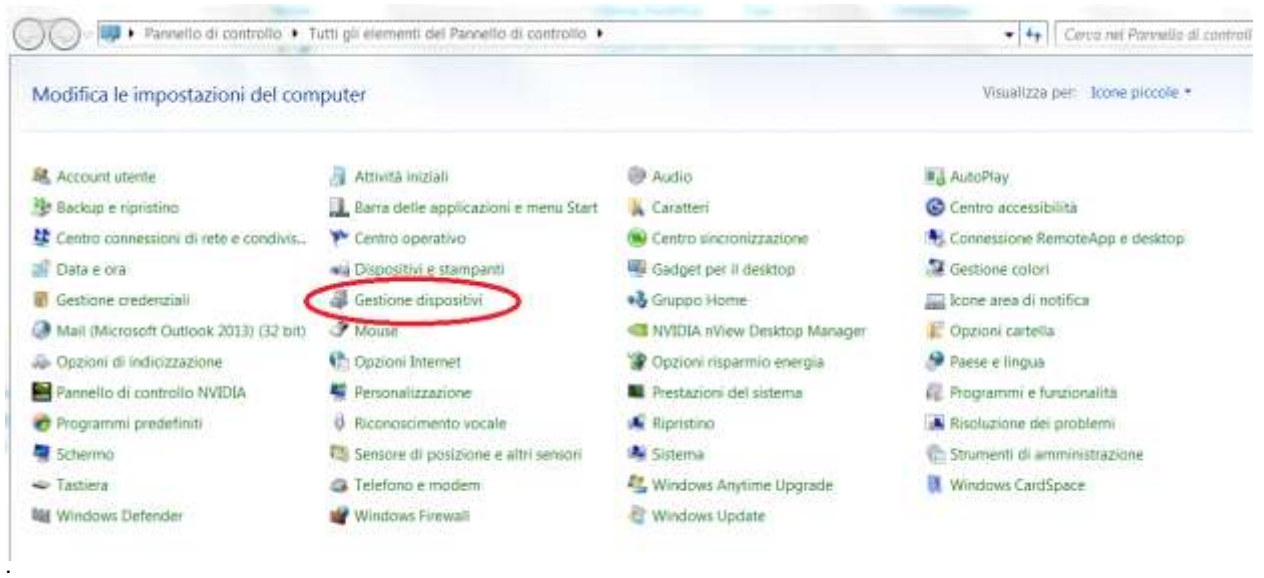 Pannello di controllo Tutti gli elementi del Pannello di controllo
Cerca nel Pannello di controll
Modifica le impostazioni del computer
Visualizza per: Icone piccole
Account utente Attività iniziali Audio AutoPlay
Backup e ripristino Barra delle applicazioni e menu Start Caratteri Centro accessibilità
Centro connessioni di rete e condivis... Centro operativo Centro sincronizzazione Connessione RemoteApp e desktop
Data e ora Dispositivi e stampanti Gadget per il desktop Gestione colori
Gestione credenziali Gestione dispositivi Gruppo Home Icone area di notifica
Mail (Microsoft Outlook 2013) (32 bit) Mouse NVIDIA nView Desktop Manager Opzioni cartella
Opzioni di indicizzazione Opzioni Internet Opzioni risparmio energia Paese e lingua
Pannello di controllo NVIDIA Personalizzazione Prestazioni del sistema Programmi e funzionalità
Programmi predefiniti Riconoscimento vocale Ripristino Risoluzione dei problemi
Schermo Sensore di posizione e altri sensori Sistema Strumenti di amministrazione
Tastiera Telefono e modem Windows Anytime Upgrade Windows CardSpace
Windows Defender Windows Firewall Windows Update
.